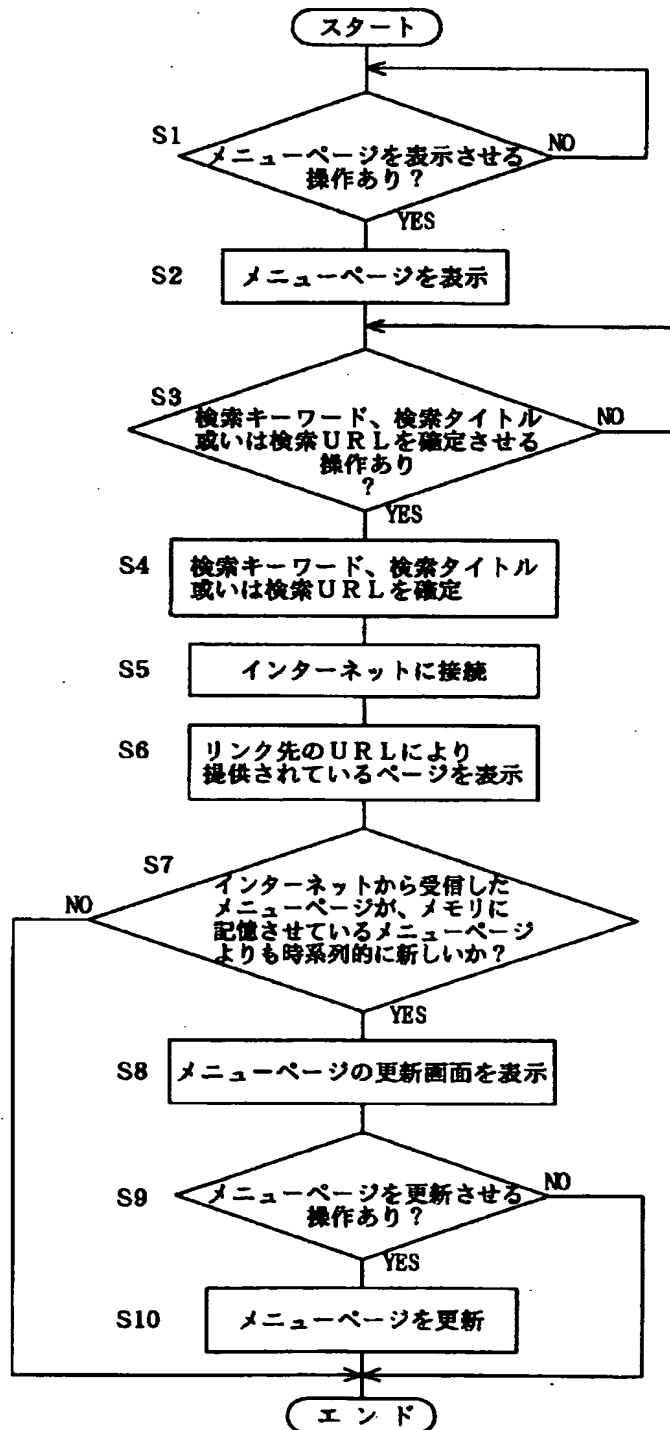 スタート
S1
メニューページを表示させる
操作あり?
NO
YES
S2
メニューページを表示
S3
検索キーワード、検索タイトル
或いは検索URLを確定させる
操作あり
?
NO
YES
S4
検索キーワード、検索タイトル
或いは検索URLを確定
S5
インターネットに接続
S6
リンク先のURLにより
提供されているページを表示
S7
インターネットから受信した
メニューページが、メモリに
記憶させているメニューページ
よりも時系列的に新しいか?
NO
YES
S8
メニューページの更新画面を表示
S9
メニューページを更新させる
操作あり?
NO
YES
S10
メニューページを更新
エンド